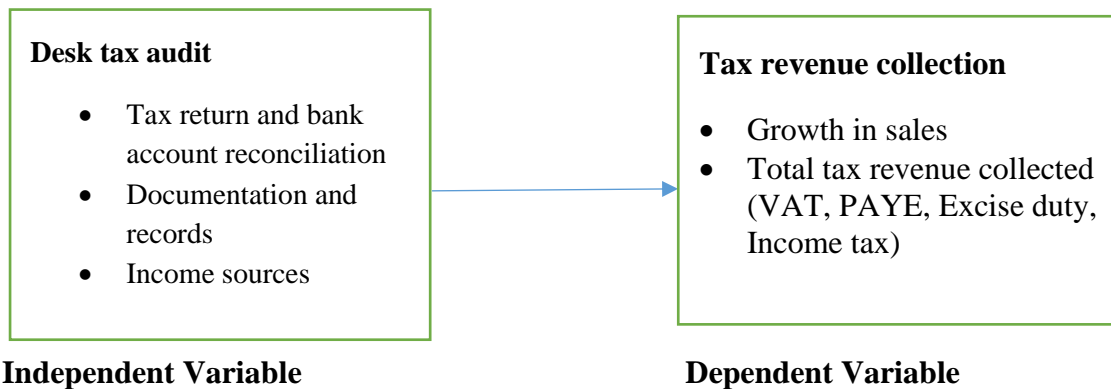 Desk tax audit
• Tax return and bank
account reconciliation
• Documentation and
records
• Income sources
Tax revenue collection
• Growth in sales
• Total tax revenue collected
(VAT, PAYE, Excise duty,
Income tax)
Independent Variable
Dependent Variable